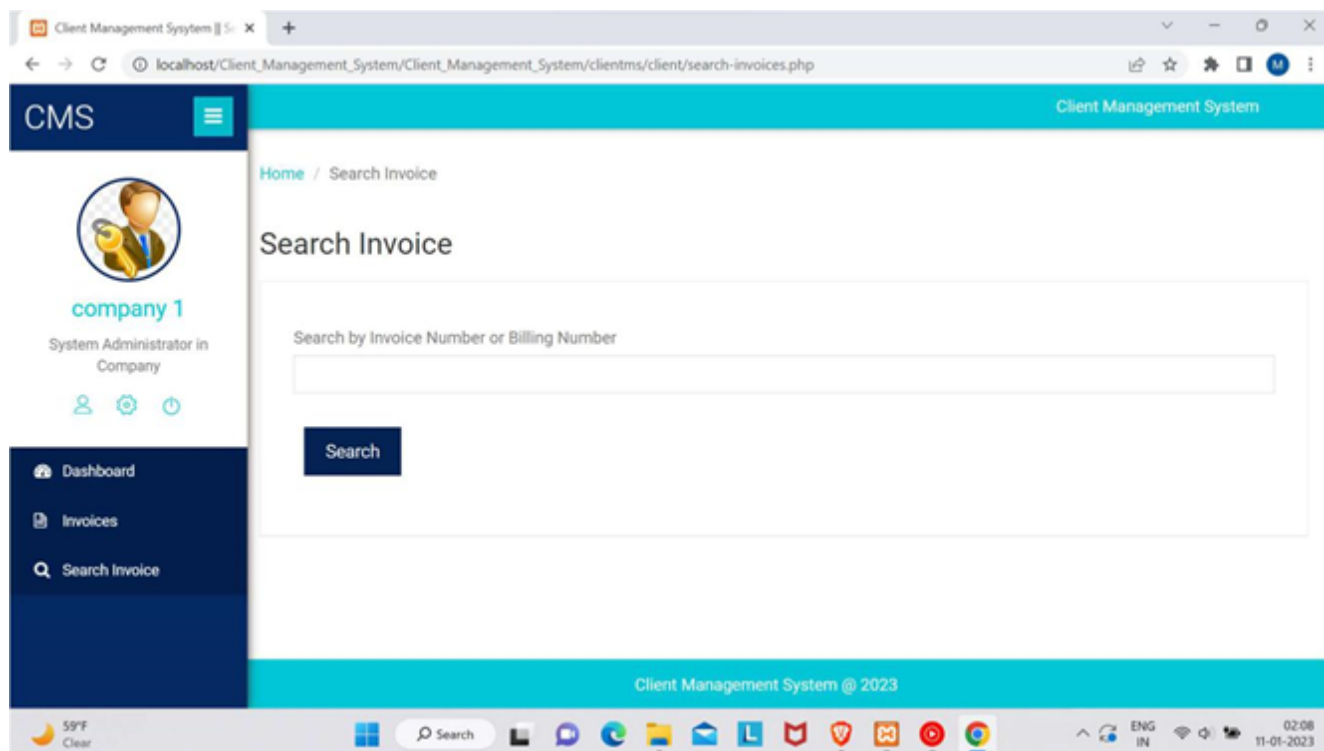 Client Management Sysytem || S
localhost/Client_Management_System/Client_Management_System/clientms/client/search-invoices.php
M
CMS
Client Management System
Home / Search Invoice
Search Invoice
company 1
System Administrator in
Company
Search by Invoice Number or Billing Number
Search
Dashboard
Invoices
Search Invoice
Client Management System @ 2023
59°F
Clear
Search
L
ENG
IN
02:08
11-01-2023